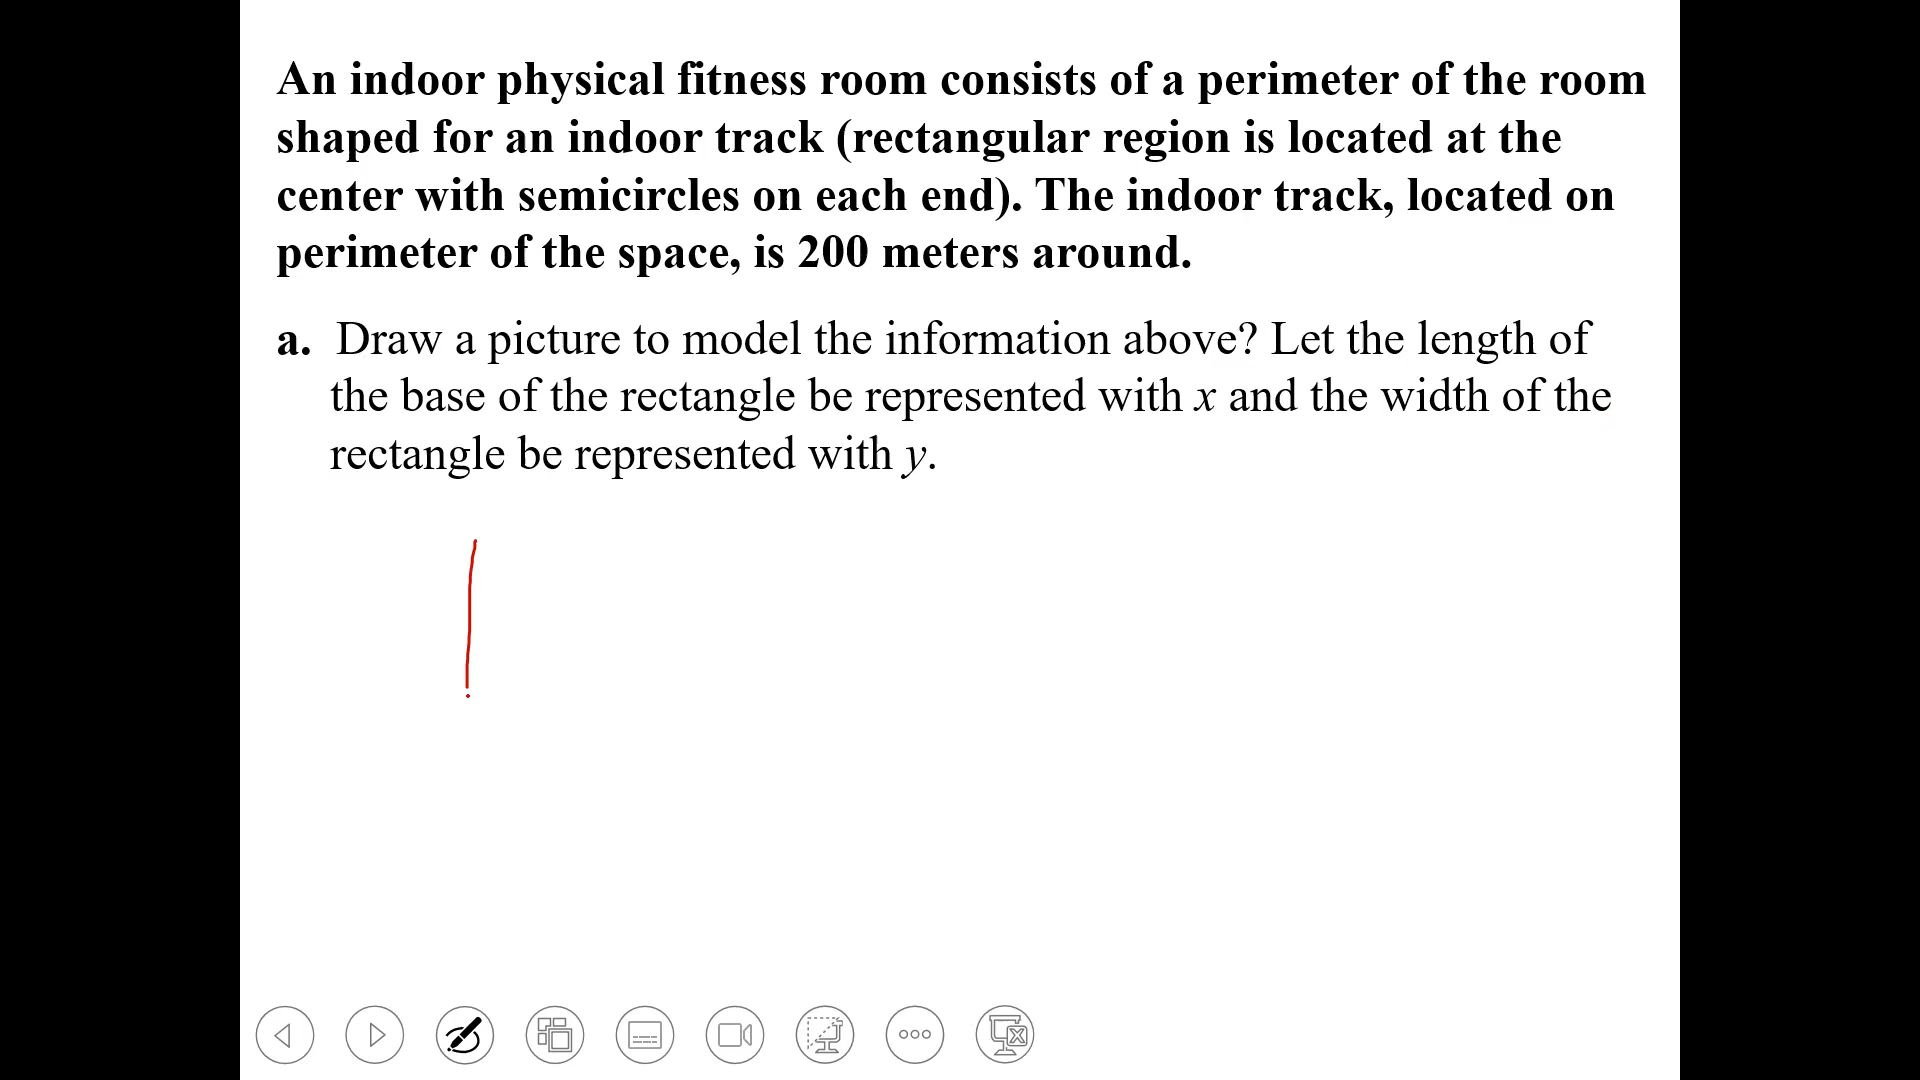 An indoor physical fitness room consists of a perimeter of the room
shaped for an indoor track (rectangular region is located at the
center with semicircles on each end). The indoor track, located on
perimeter of the space, is 200 meters around.
a. Draw a picture to model the information above? Let the length of
the base of the rectangle be represented with x and the width of the
rectangle be represented with y.